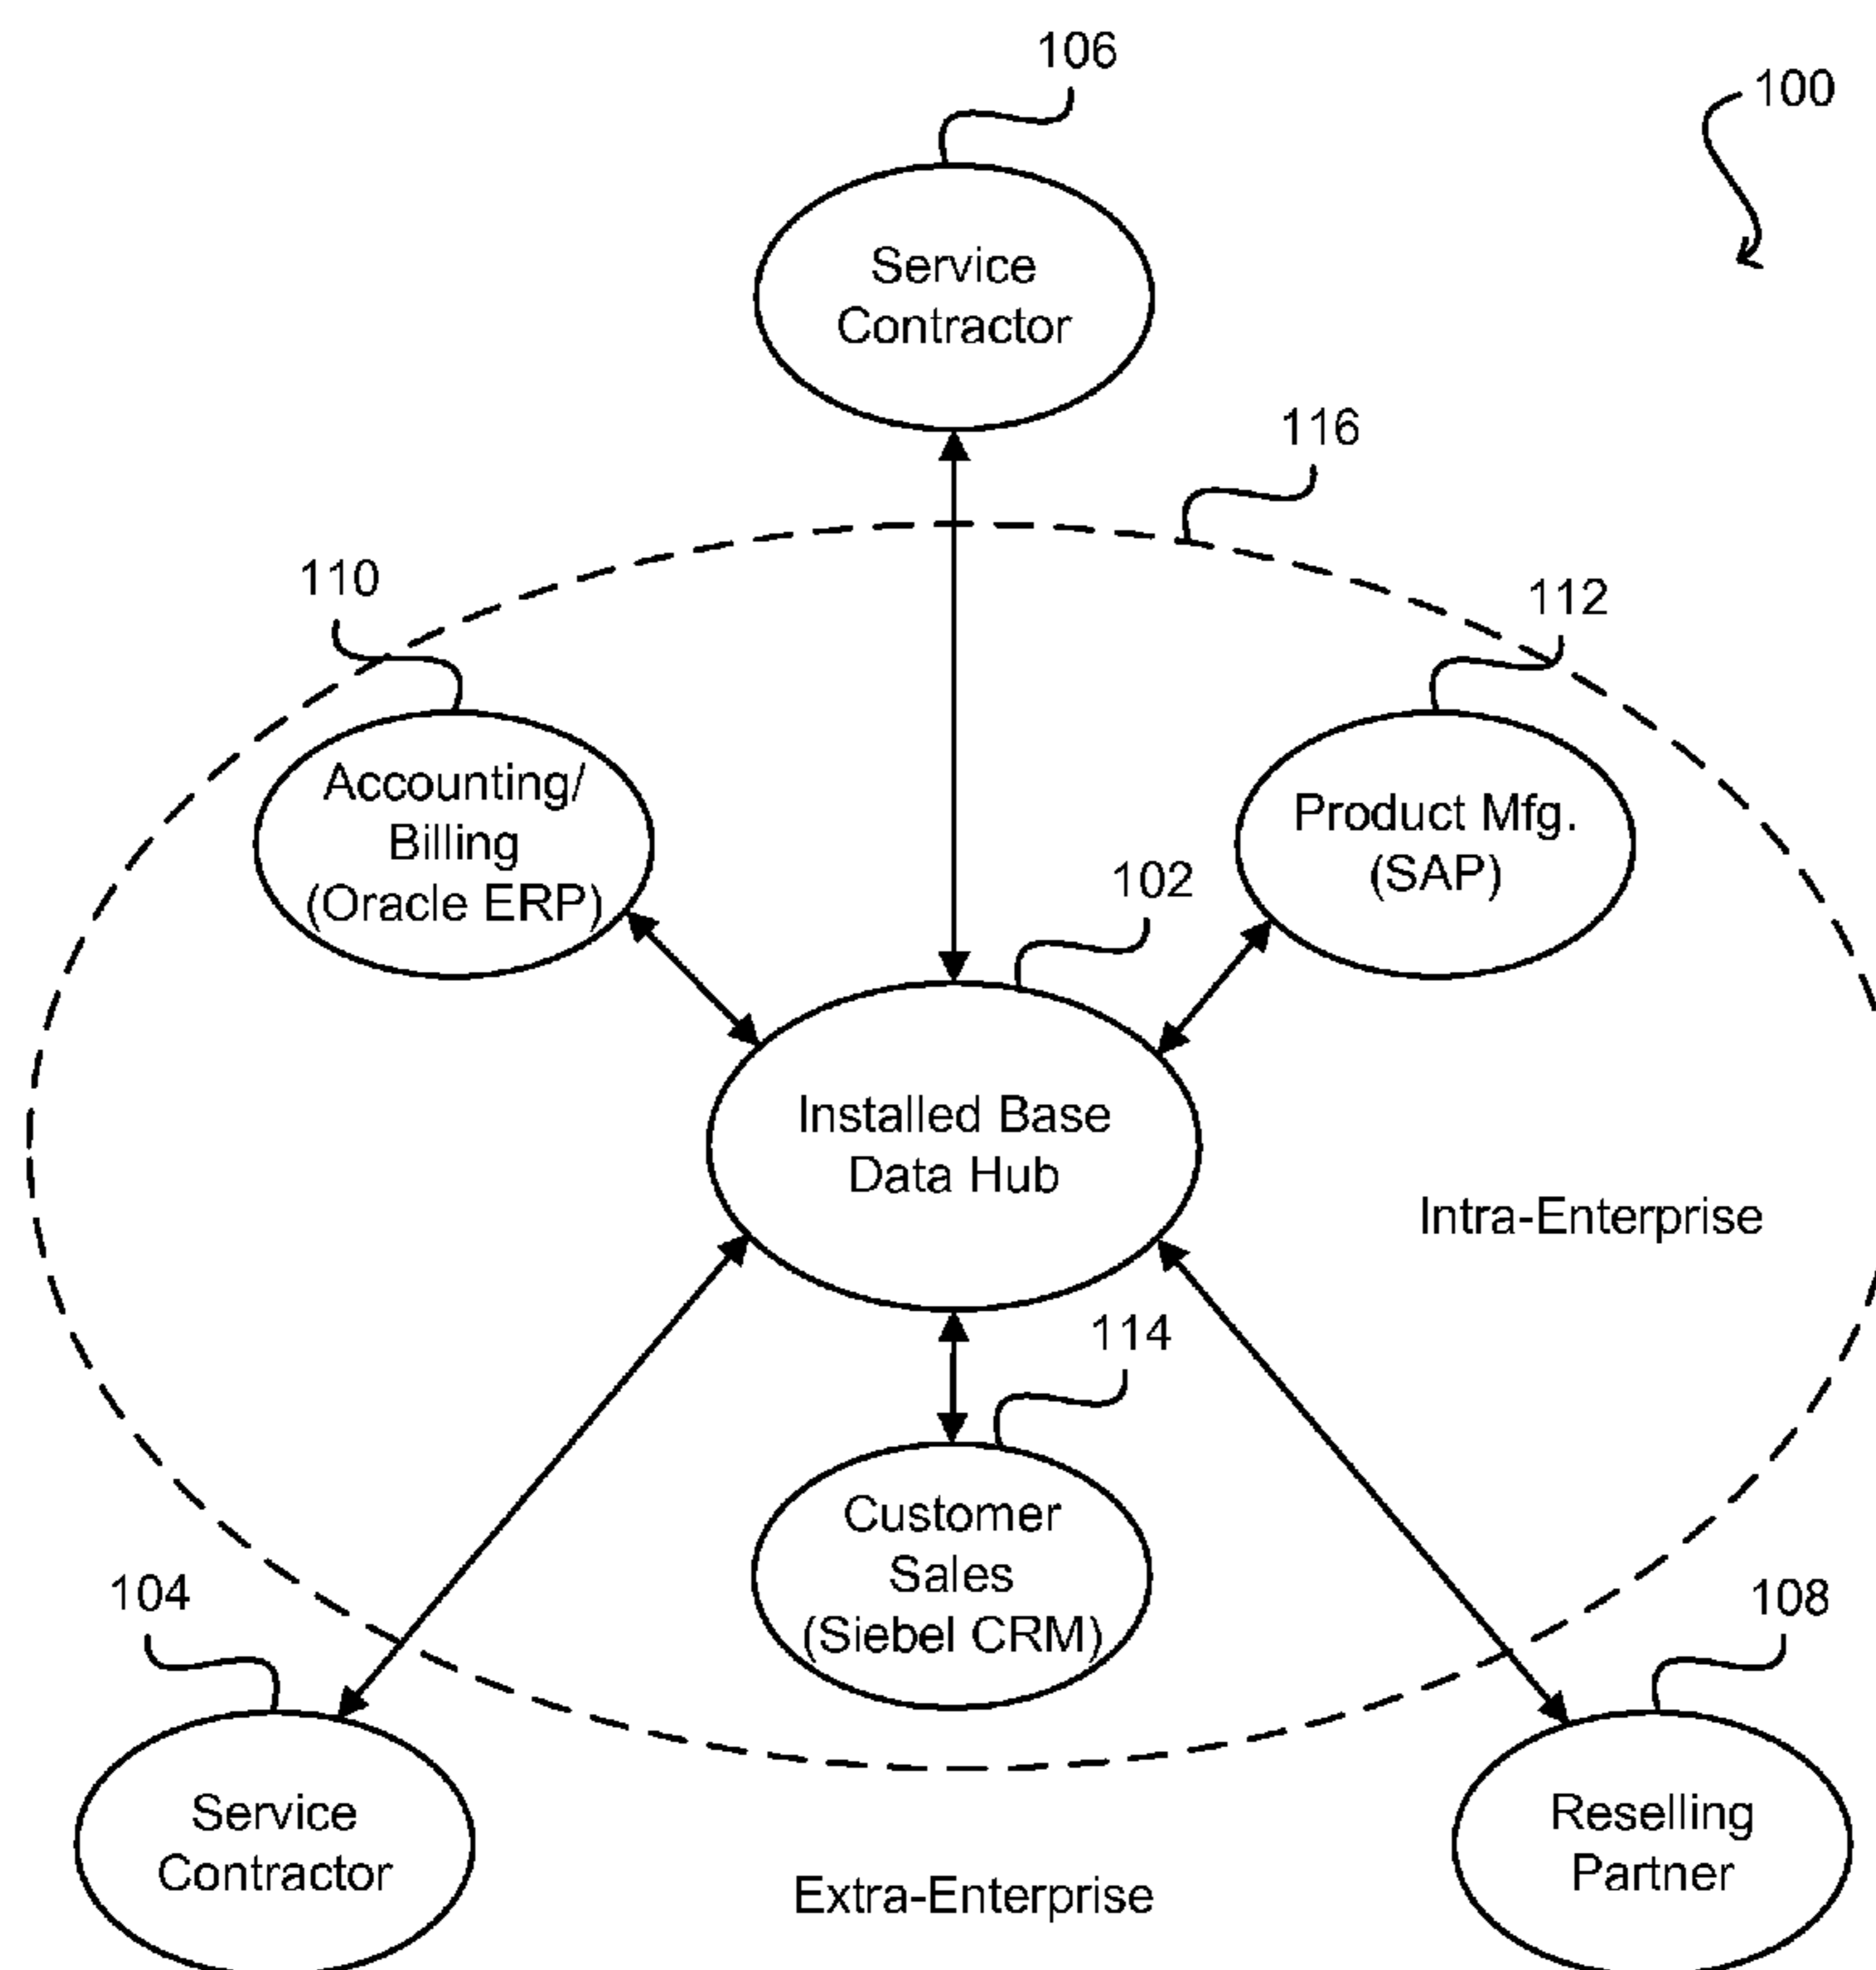 106
100
Service
Contractor
116
110
112
Accounting/
Billing
(Oracle ERP)
Product Mfg.
(SAP)
102
Installed Base
Data Hub
Intra-Enterprise
114
Customer
Sales
(Siebel CRM)
104
108
Service
Contractor
Reselling
Partner
Extra-Enterprise